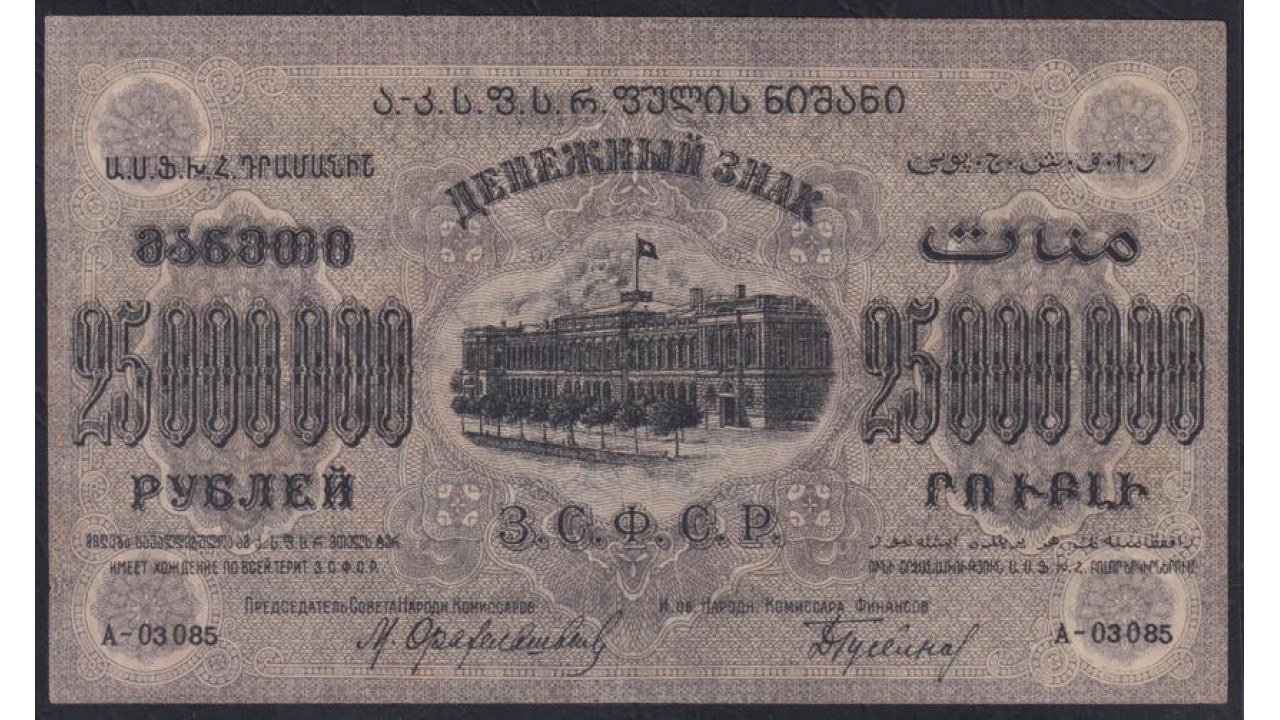 ა.-კ. ს. ფ. ს. რ. ფულის ნიშანი
ДЕНЕЖНЫЙ ЗНАК
Ա.Ս.Ֆ.Խ.Հ. ԴՐԱՄԱՆԻՇ
მანეთი
منات
25 000 000
25 000 000
РУБЛЕЙ
ՐՈՒԲԼԻ
З. С. Ф. С. Р.
ИМЕЕТ ХОЖДЕНИЕ ПО ВСЕЙ ТЕРИТ З.С.Ф.С.Р.
Председатель Совета Народн. Комиссаров
И. об. Народн. Комиссара Финансов
А-03085
А-03085